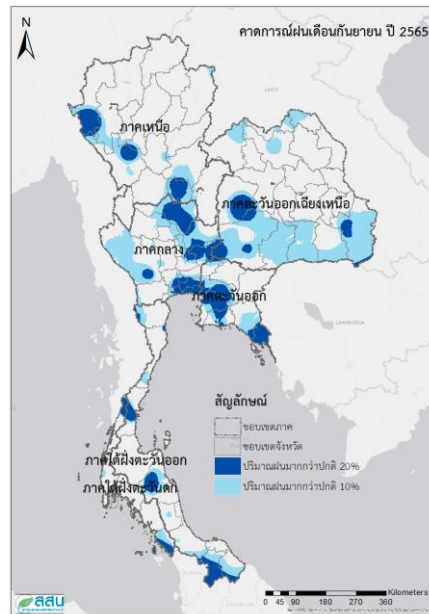 N
คาดการณ์ฝนเดือนกันยายน ปี 2565
ภาคเหนือ
ภาคตะวันออกเฉียงเหนือ
ภาคกลาง
ภาคตะวันออก
CAMBODIA
สัญลักษณ์
ขอบเขตภาค
ขอบเขตจังหวัด
ปริมาณฝนมากกว่าปกติ 20%
ปริมาณฝนมากกว่าปกติ 10%
ภาคใต้ฝั่งตะวันออก
ภาคใต้ฝั่งตะวันตก
สสน
Kilometers
0 45 90 180 270 360